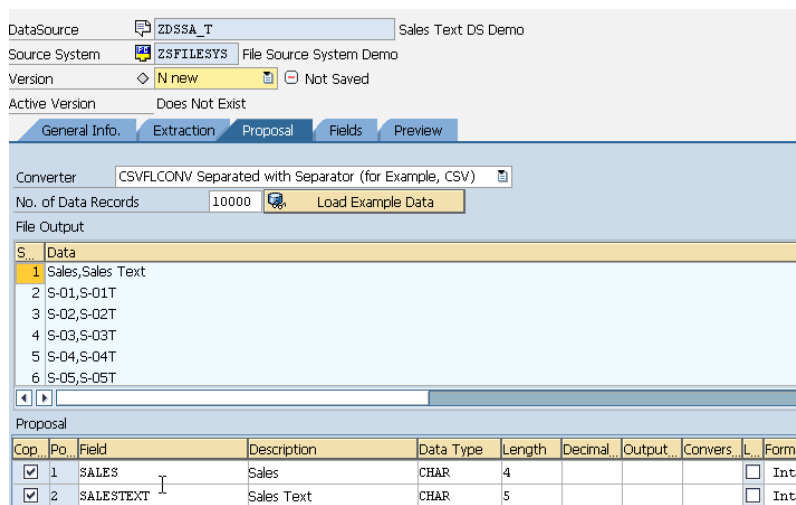 DataSource ZDSSA_T Sales Text DS Demo
Source System ZSFILESYS File Source System Demo
Version N new Not Saved
Active Version Does Not Exist
General Info. Extraction Proposal Fields Preview
Converter CSVFLCONV Separated with Separator (for Example, CSV)
No. of Data Records 10000 Load Example Data
File Output
S... Data
1 Sales,Sales Text
2 S-01,S-01T
3 S-02,S-02T
4 S-03,S-03T
5 S-04,S-04T
6 S-05,S-05T
Proposal
Cop... Po... Field Description Data Type Length Decimal... Output... Convers... L... Form
1 SALES Sales CHAR 4 Int
2 SALESTEXT Sales Text CHAR 5 Int